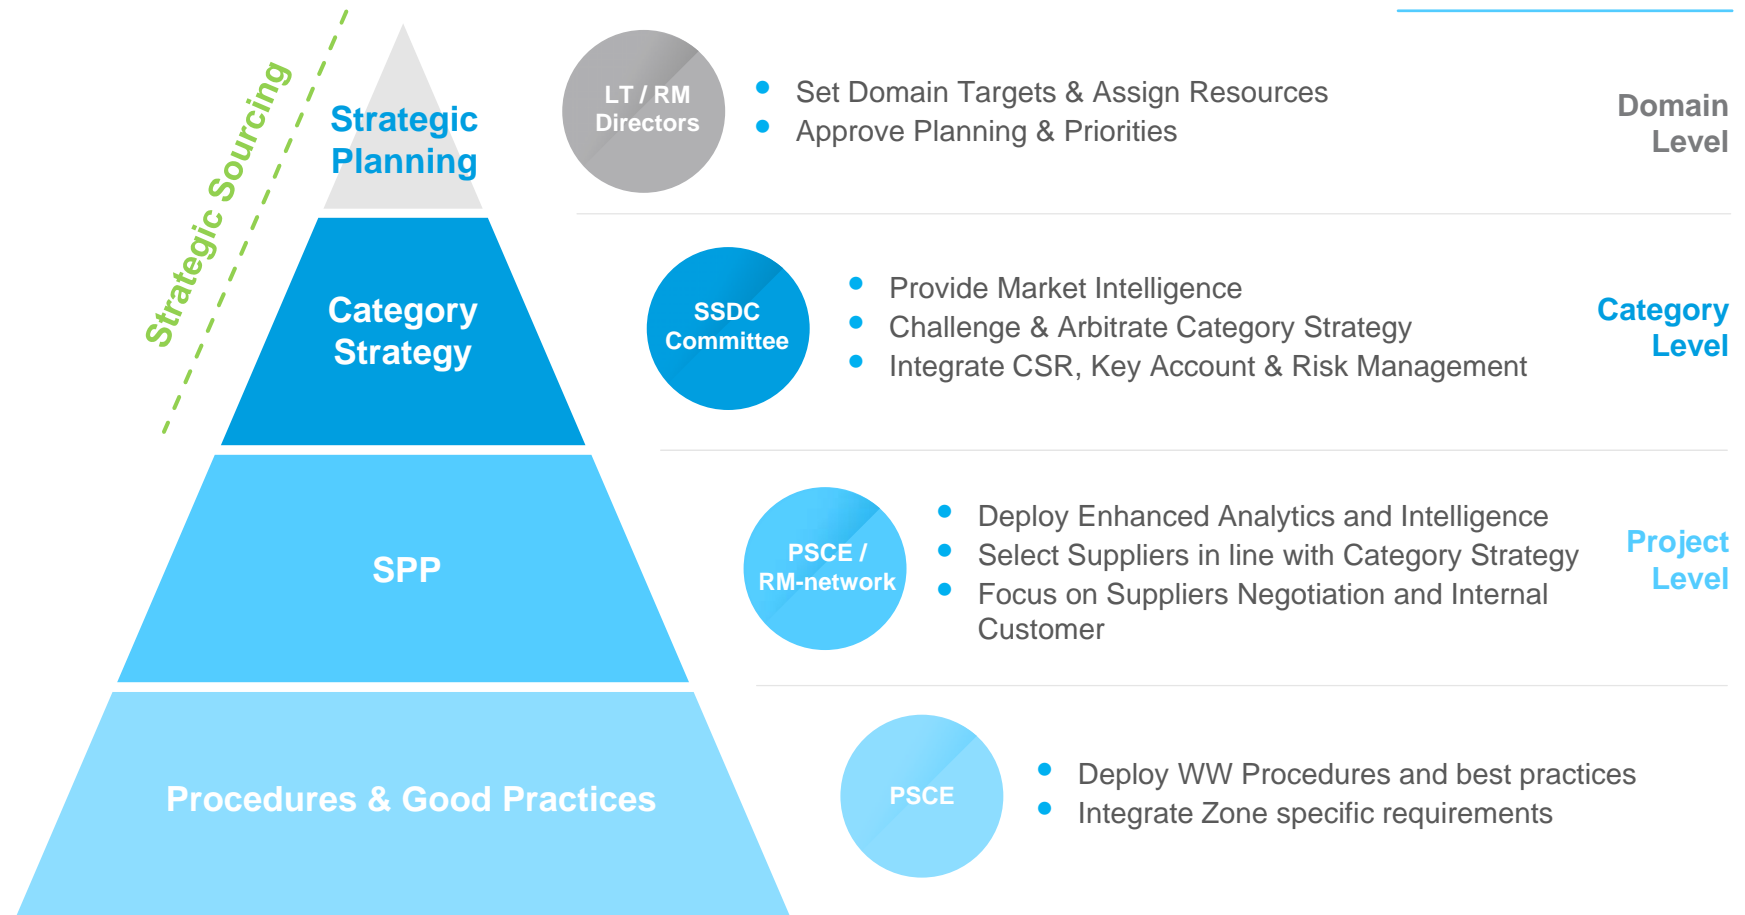 Strategic Sourcing
Strategic
Planning
LT / RM
Directors
Set Domain Targets & Assign Resources
Approve Planning & Priorities
Domain
Level
Category
Strategy
SSDC
Committee
Provide Market Intelligence
Challenge & Arbitrate Category Strategy
Integrate CSR, Key Account & Risk Management
Category
Level
SPP
PSCE /
RM-network
Deploy Enhanced Analytics and Intelligence
Select Suppliers in line with Category Strategy
Focus on Suppliers Negotiation and Internal
Customer
Project
Level
Procedures & Good Practices
PSCE
Deploy WW Procedures and best practices
Integrate Zone specific requirements